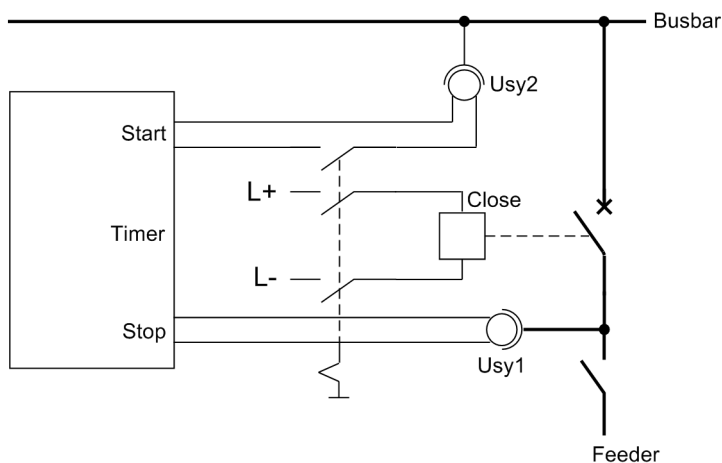 Busbar
Usy2
Start
L+
Close
Timer
L-
Stop
Usy1
Feeder